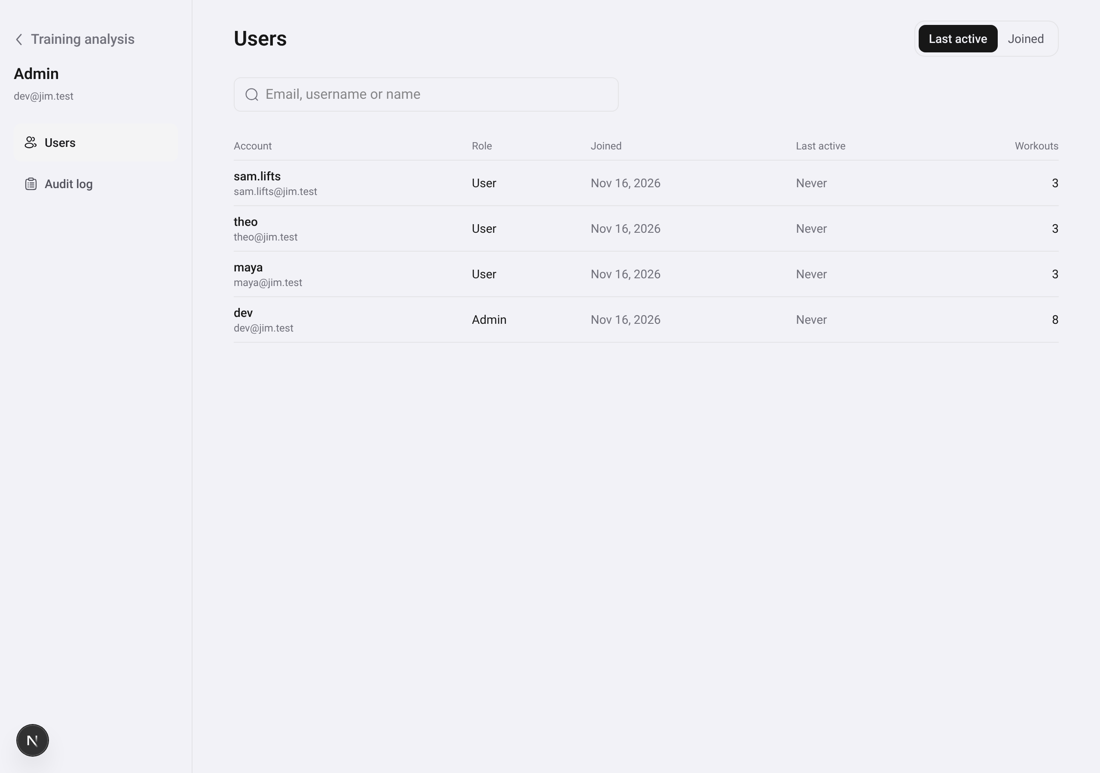 Training analysis
Admin
dev@jim.test
Users
Audit log
Users
Last active Joined
Email, username or name
Account Role Joined Last active Workouts
sam.lifts
sam.lifts@jim.test
User Nov 16, 2026 Never 3
theo
theo@jim.test
User Nov 16, 2026 Never 3
maya
maya@jim.test
User Nov 16, 2026 Never 3
dev
dev@jim.test
Admin Nov 16, 2026 Never 8
N